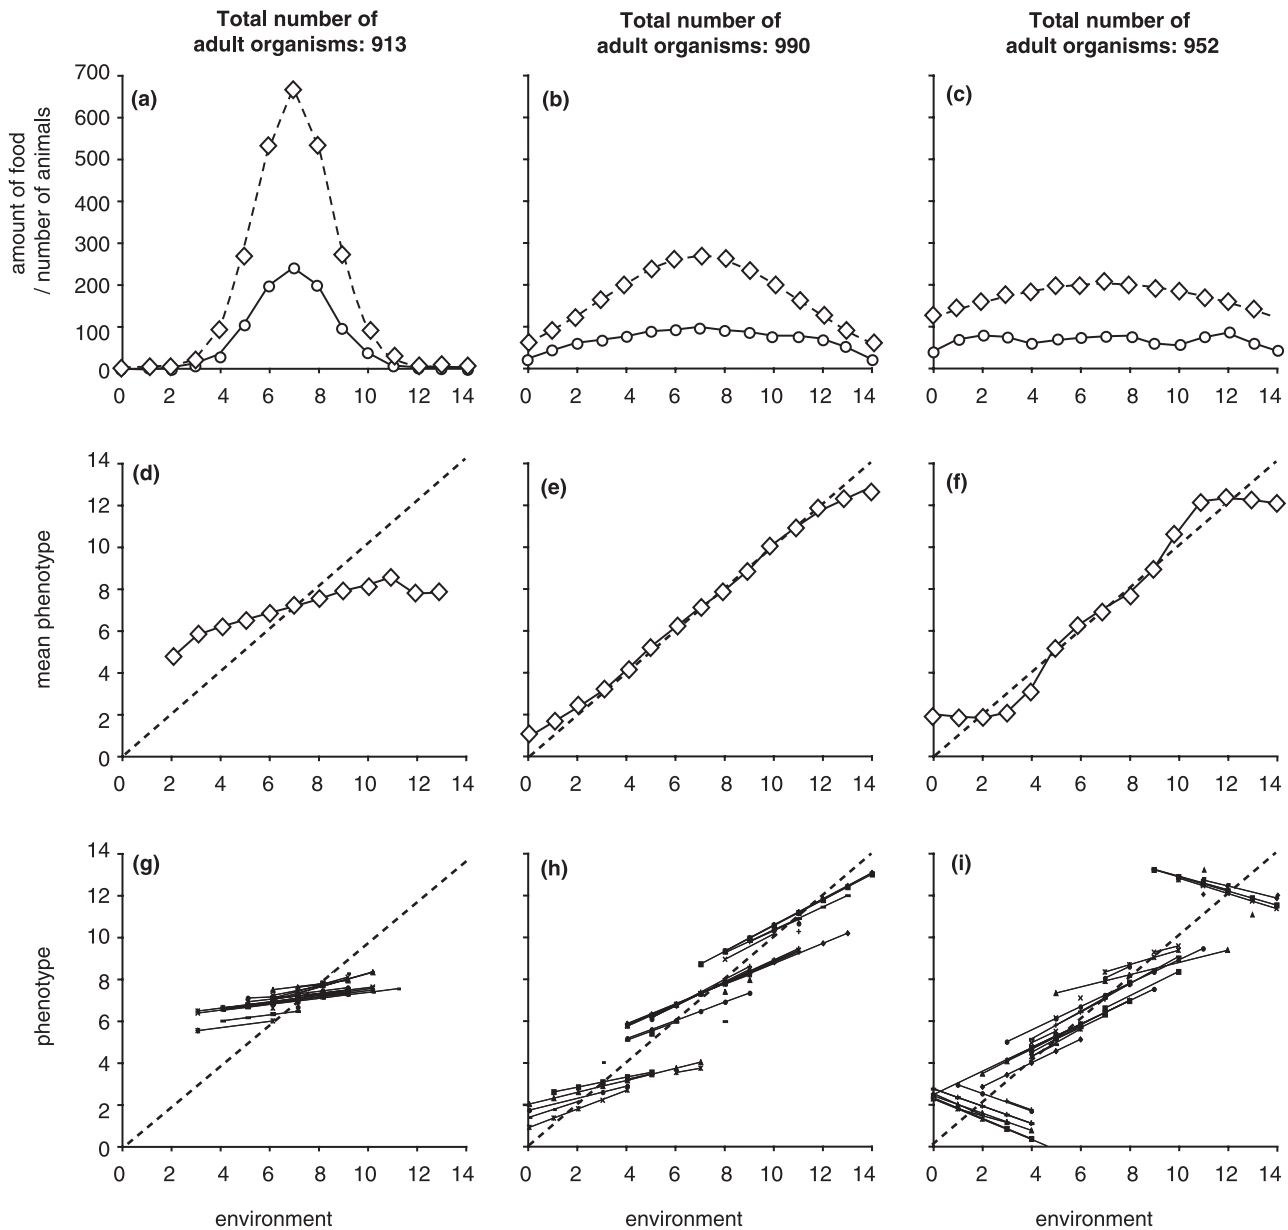 Total number of
adult organisms: 913
Total number of
adult organisms: 990
Total number of
adult organisms: 952
amount of food
/ number of animals
700
600
500
400
300
200
100
0
(a)
(b)
(c)
0 2 4 6 8 10 12 14
0 2 4 6 8 10 12 14
0 2 4 6 8 10 12 14
mean phenotype
14
12
10
8
6
4
2
0
(d)
(e)
(f)
0 2 4 6 8 10 12 14
0 2 4 6 8 10 12 14
0 2 4 6 8 10 12 14
phenotype
14
12
10
8
6
4
2
0
(g)
(h)
(i)
0 2 4 6 8 10 12 14
0 2 4 6 8 10 12 14
0 2 4 6 8 10 12 14
environment
environment
environment